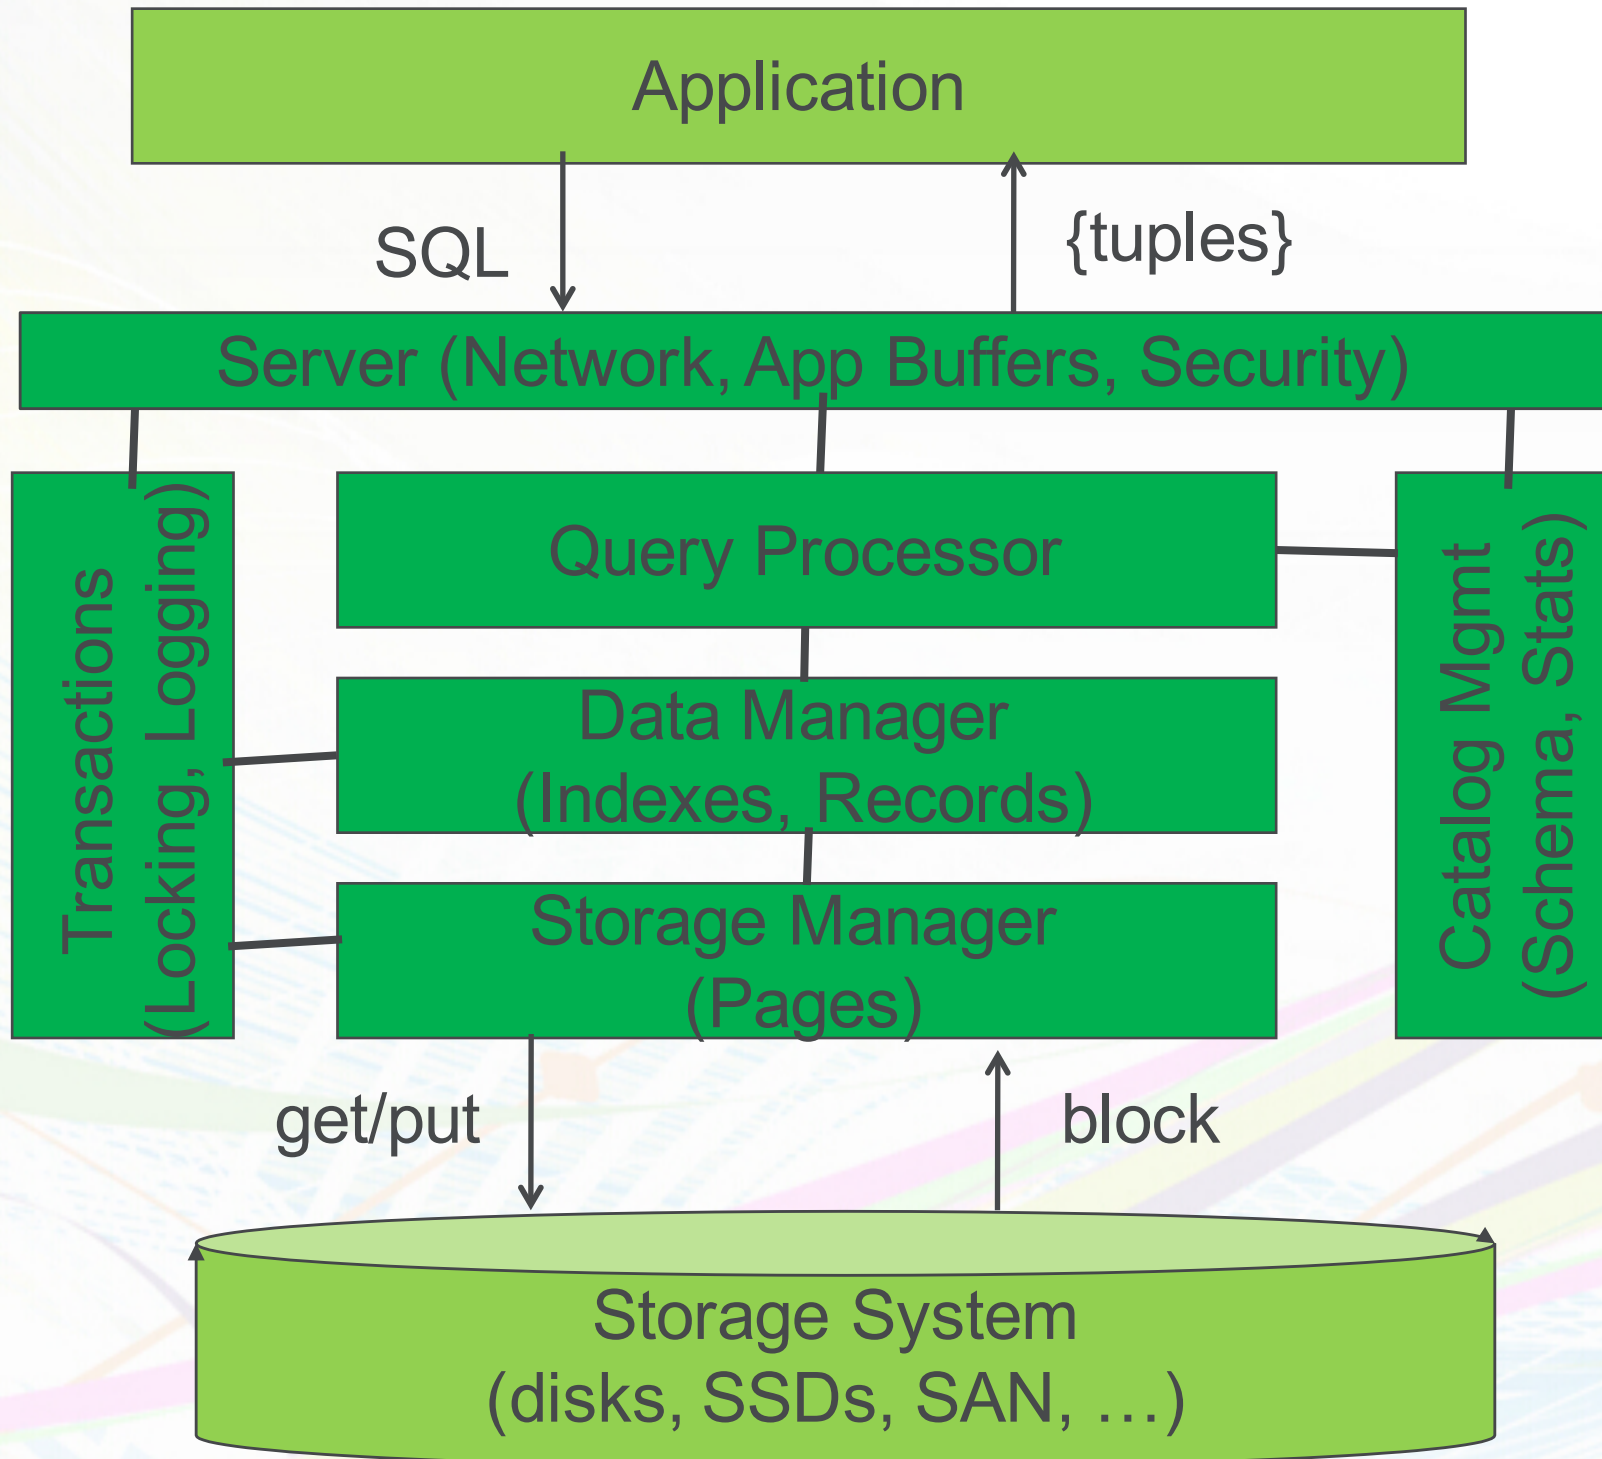 Application
SQL
{tuples}
Server (Network, App Buffers, Security)
Transactions
(Locking, Logging)
Query Processor
Data Manager
(Indexes, Records)
Storage Manager
(Pages)
Catalog Mgmt
(Schema, Stats)
get/put
block
Storage System
(disks, SSDs, SAN, …)